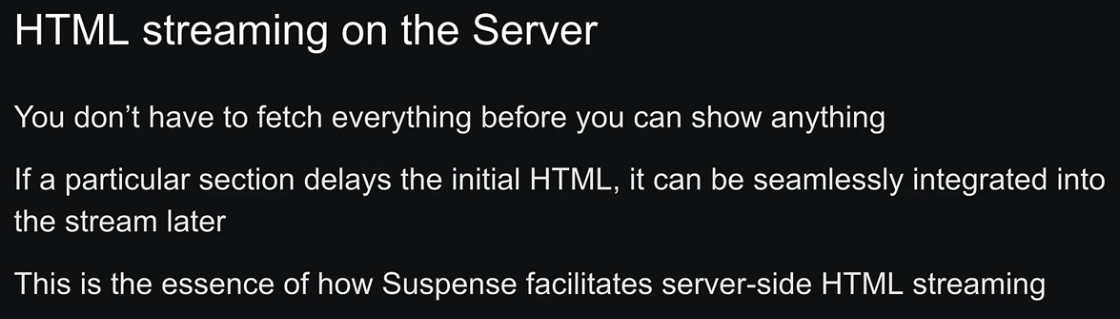 HTML streaming on the Server
You don’t have to fetch everything before you can show anything
If a particular section delays the initial HTML, it can be seamlessly integrated into
the stream later
This is the essence of how Suspense facilitates server-side HTML streaming